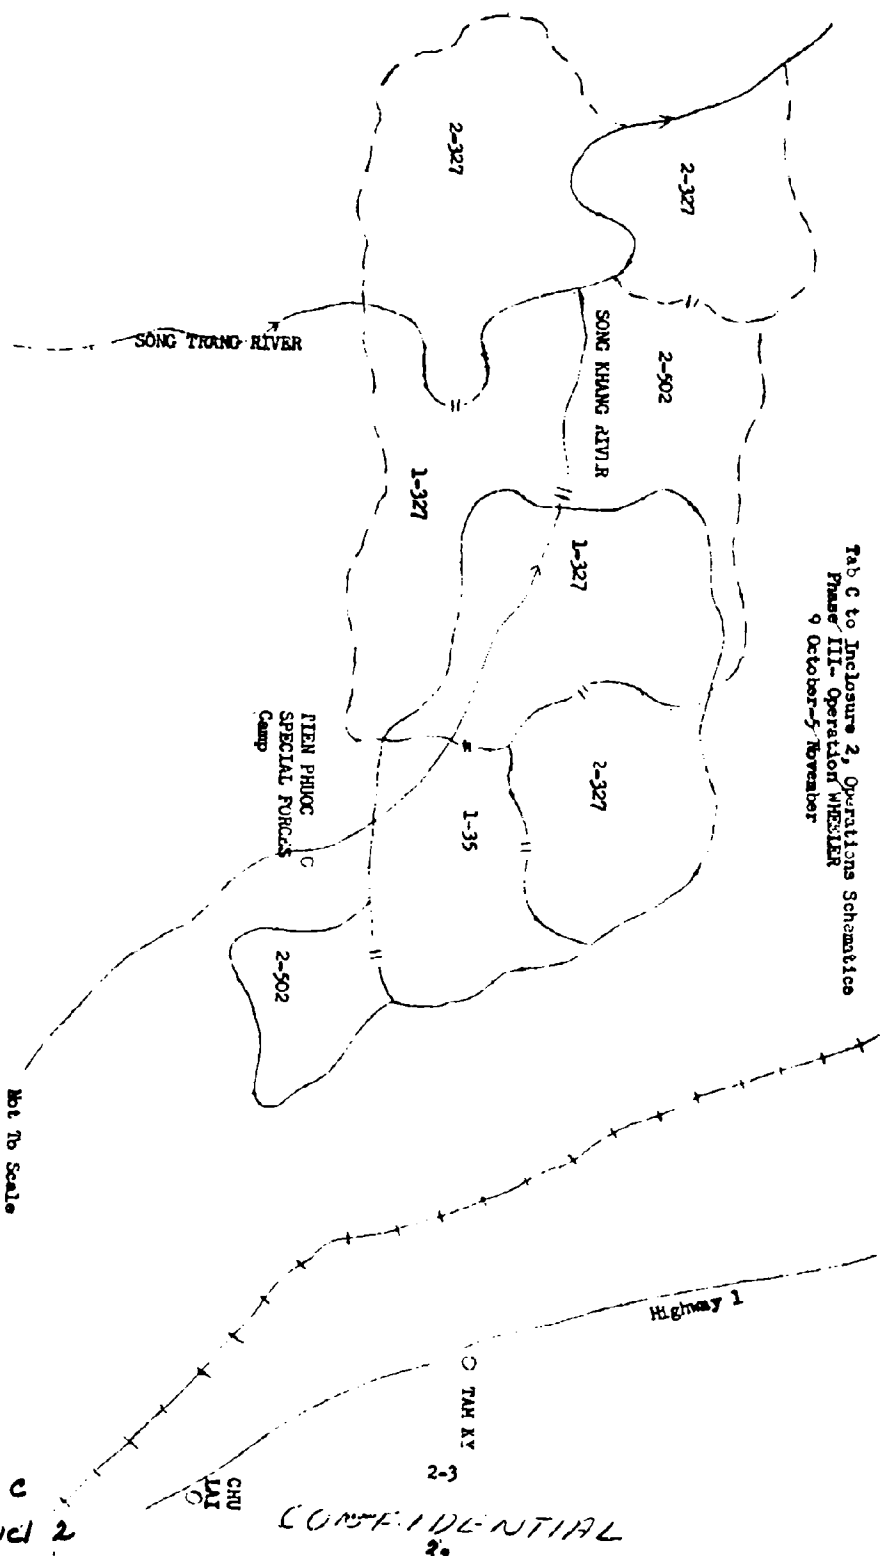 Tab C to Inclosure 2, Operations Schematics
Phase III- Operation WHEELER
9 October-5 November
2-327
2-327
SONG TRANG RIVER
SONG KHANG RIVER
2-502
1-327
1-327
2-327
1-35
TIEN PHUOC
SPECIAL FORCES
Camp
2-502
Not To Scale
Highway 1
TAM KY
CHU
LAI
2-3
C
2
CONFIDENTIAL